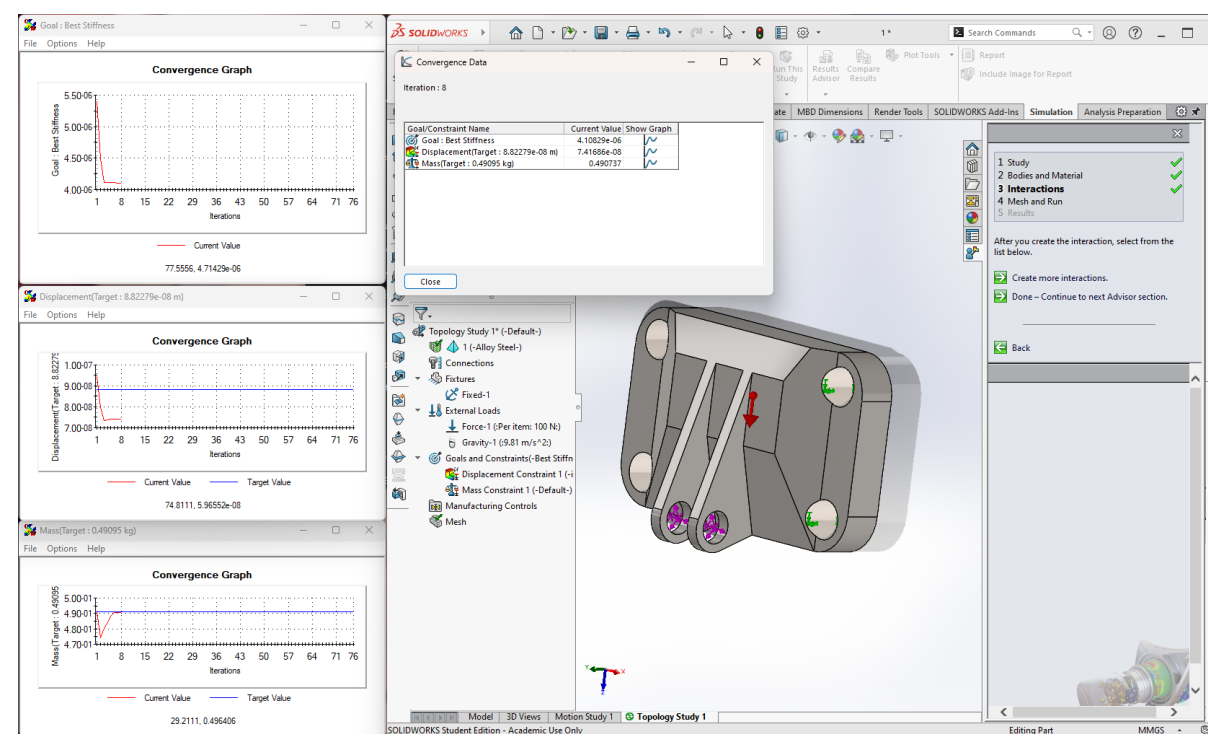 Goal : Best Stiffness
File Options Help
Convergence Graph
Goal : Best Stiffness
5.50-06
5.00-06
4.50-06
4.00-06
1 8 15 22 29 36 43 50 57 64 71 76
Iterations
Current Value
77.5556, 4.71429e-06
Displacement(Target : 8.82279e-08 m)
File Options Help
Convergence Graph
Displacement(Target : 8.8227
1.00-07
9.00-08
8.00-08
7.00-08
1 8 15 22 29 36 43 50 57 64 71 76
Iterations
Current Value Target Value
74.8111, 5.96552e-08
Mass(Target : 0.49095 kg)
File Options Help
Convergence Graph
Mass(Target : 0.49095
5.00-01
4.90-01
4.80-01
4.70-01
1 8 15 22 29 36 43 50 57 64 71 76
Iterations
Current Value Target Value
29.2111, 0.496406
SOLIDWORKS
1 *
Search Commands
Run This Study
Results Advisor
Compare Results
Plot Tools
Report
Include Image for Report
MBD Dimensions Render Tools SOLIDWORKS Add-Ins Simulation Analysis Preparation
Convergence Data
Iteration : 8
Goal/Constraint Name Current Value Show Graph
Goal : Best Stiffness 4.10829e-06
Displacement(Target : 8.82279e-08 m) 7.41686e-08
Mass(Target : 0.49095 kg) 0.490737
Close
Topology Study 1* (-Default-)
1 (-Alloy Steel-)
Connections
Fixtures
Fixed-1
External Loads
Force-1 (:Per item: 100 N:)
Gravity-1 (:9.81 m/s^2:)
Goals and Constraints(-Best Stiffn
Displacement Constraint 1 (-i
Mass Constraint 1 (-Default-)
Manufacturing Controls
Mesh
Y X
Z
1 Study
2 Bodies and Material
3 Interactions
4 Mesh and Run
5 Results
After you create the interaction, select from the
list below.
Create more interactions.
Done – Continue to next Advisor section.
Back
Model 3D Views Motion Study 1 Topology Study 1
SOLIDWORKS Student Edition - Academic Use Only
Editing Part MMGS